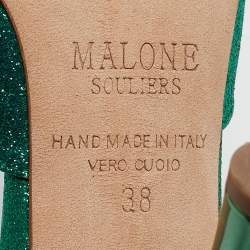 MALONE
SOULIERS
HAND MADE IN ITALY
VERO CUOIO
38